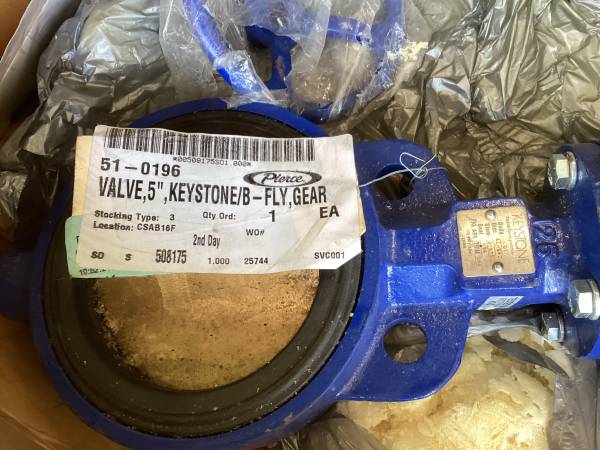 *00509175S01.000*
51-0196
Pierce
VALVE,5",KEYSTONE/B-FLY,GEAR
Stocking Type: 3 Qty Ord: 1 EA
Location: CSAB16F WO#
2nd Day
SD S 508175 1.000 25744 SVC001
KEYSTONE